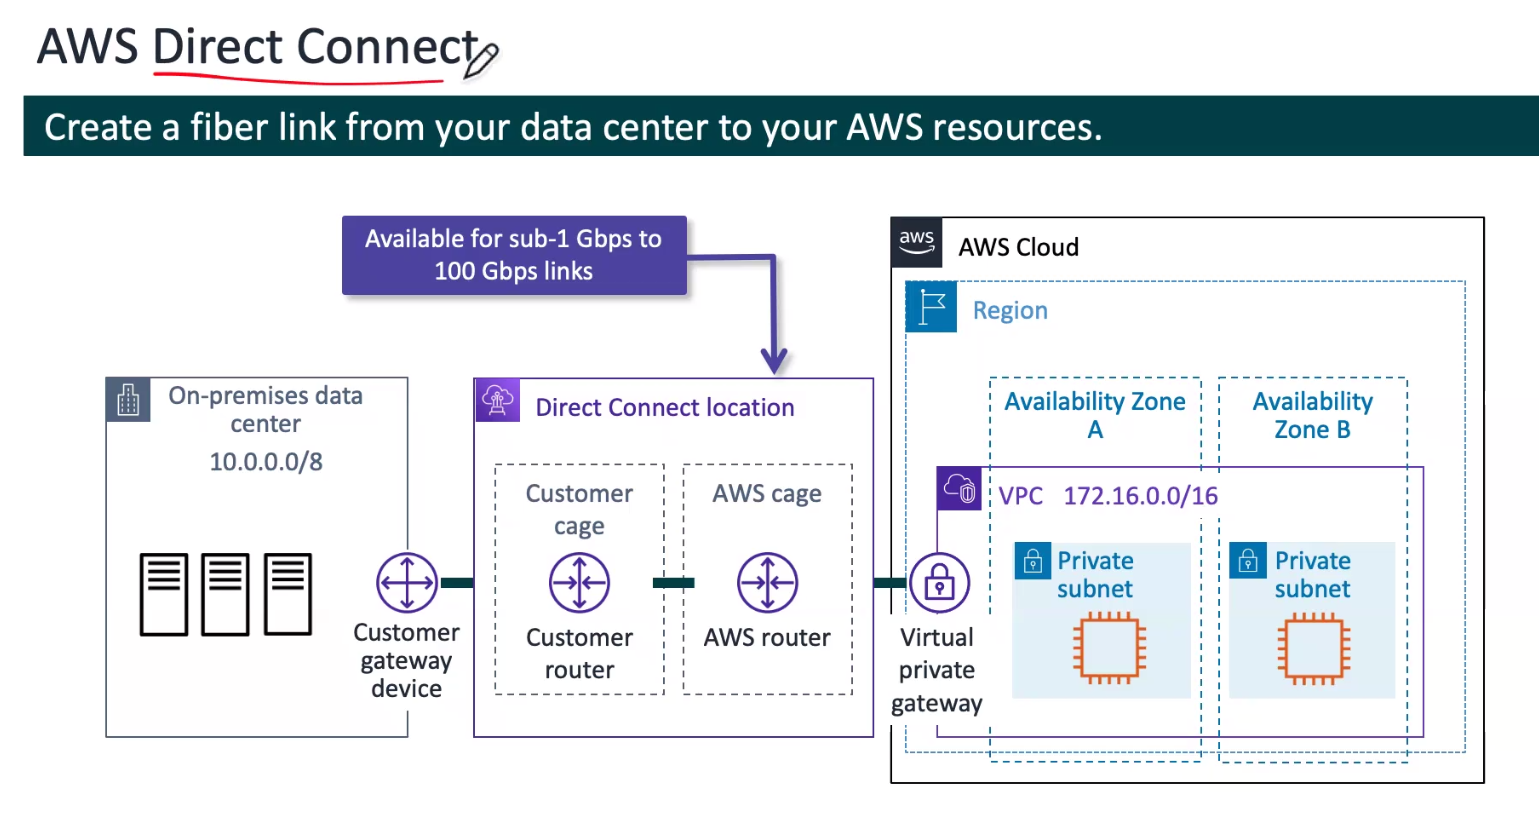 AWS Direct Connect
Create a fiber link from your data center to your AWS resources.
Available for sub-1 Gbps to
100 Gbps links
aws
AWS Cloud
Region
On-premises data
center
10.0.0.0/8
Direct Connect location
Availability Zone
A
Availability
Zone B
Customer
cage
AWS cage
VPC 172.16.0.0/16
Private
subnet
Private
subnet
Customer
gateway
device
Customer
router
AWS router
Virtual
private
gateway